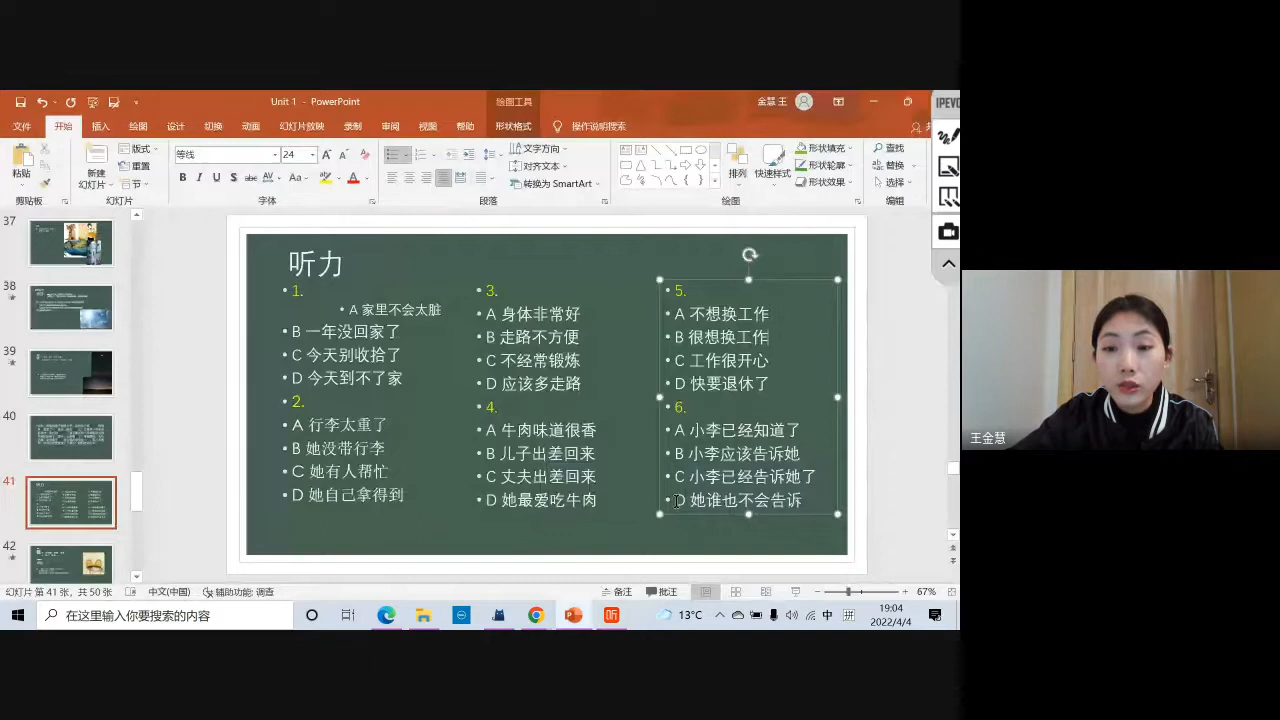 Unit 1 - PowerPoint
绘图工具
金慧 王
IPEVO
文件
开始
插入
绘图
设计
切换
动画
幻灯片放映
录制
审阅
视图
帮助
形状格式
操作说明搜索
粘贴
新建
幻灯片
版式
重置
节
等线
24
B I U S abc AV Aa A
文字方向
对齐文本
转换为 SmartArt
排列
快速样式
形状填充
形状轮廓
形状效果
查找
替换
选择
剪贴板
幻灯片
字体
段落
绘图
编辑
37
38
39
40
41
42
听力
1.
A 家里不会太脏
B 一年没回家了
C 今天别收拾了
D 今天到不了家
2.
A 行李太重了
B 她没带行李
C 她有人帮忙
D 她自己拿得到
3.
A 身体非常好
B 走路不方便
C 不经常锻炼
D 应该多走路
4.
A 牛肉味道很香
B 儿子出差回来
C 丈夫出差回来
D 她最爱吃牛肉
5.
A 不想换工作
B 很想换工作
C 工作很开心
D 快要退休了
6.
A 小李已经知道了
B 小李应该告诉她
C 小李已经告诉她了
D 她谁也不会告诉
王金慧
幻灯片 第 41 张，共 50 张
中文(中国)
辅助功能: 调查
备注
批注
67%
在这里输入你要搜索的内容
13°C
中
拼
19:04
2022/4/4
听